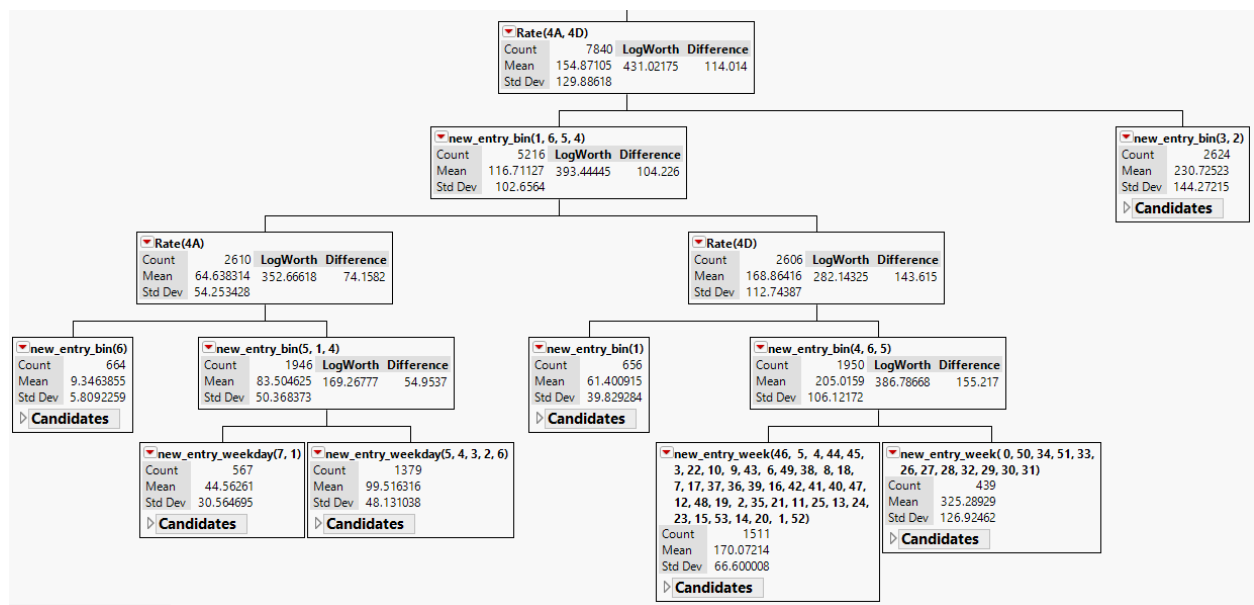 Rate(4A, 4D)
Count 7840 LogWorth Difference
Mean 154.87105 431.02175 114.014
Std Dev 129.88618
new_entry_bin(1, 6, 5, 4)
Count 5216 LogWorth Difference
Mean 116.71127 393.44445 104.226
Std Dev 102.6564
new_entry_bin(3, 2)
Count 2624
Mean 230.72523
Std Dev 144.27215
Candidates
Rate(4A)
Count 2610 LogWorth Difference
Mean 64.638314 352.66618 74.1582
Std Dev 54.253428
Rate(4D)
Count 2606 LogWorth Difference
Mean 168.86416 282.14325 143.615
Std Dev 112.74387
new_entry_bin(6)
Count 664
Mean 9.3463855
Std Dev 5.8092259
Candidates
new_entry_bin(5, 1, 4)
Count 1946 LogWorth Difference
Mean 83.504625 169.26777 54.9537
Std Dev 50.368373
new_entry_bin(1)
Count 656
Mean 61.400915
Std Dev 39.829284
Candidates
new_entry_bin(4, 6, 5)
Count 1950 LogWorth Difference
Mean 205.0159 386.78668 155.217
Std Dev 106.12172
new_entry_weekday(7, 1)
Count 567
Mean 44.56261
Std Dev 30.564695
Candidates
new_entry_weekday(5, 4, 3, 2, 6)
Count 1379
Mean 99.516316
Std Dev 48.131038
Candidates
new_entry_week(46, 5, 4, 44, 45,
3, 22, 10, 9, 43, 6, 49, 38, 8, 18,
7, 17, 37, 36, 39, 16, 42, 41, 40, 47,
12, 48, 19, 2, 35, 21, 11, 25, 13, 24,
23, 15, 53, 14, 20, 1, 52)
Count 1511
Mean 170.07214
Std Dev 66.600008
Candidates
new_entry_week( 0, 50, 34, 51, 33,
26, 27, 28, 32, 29, 30, 31)
Count 439
Mean 325.28929
Std Dev 126.92462
Candidates